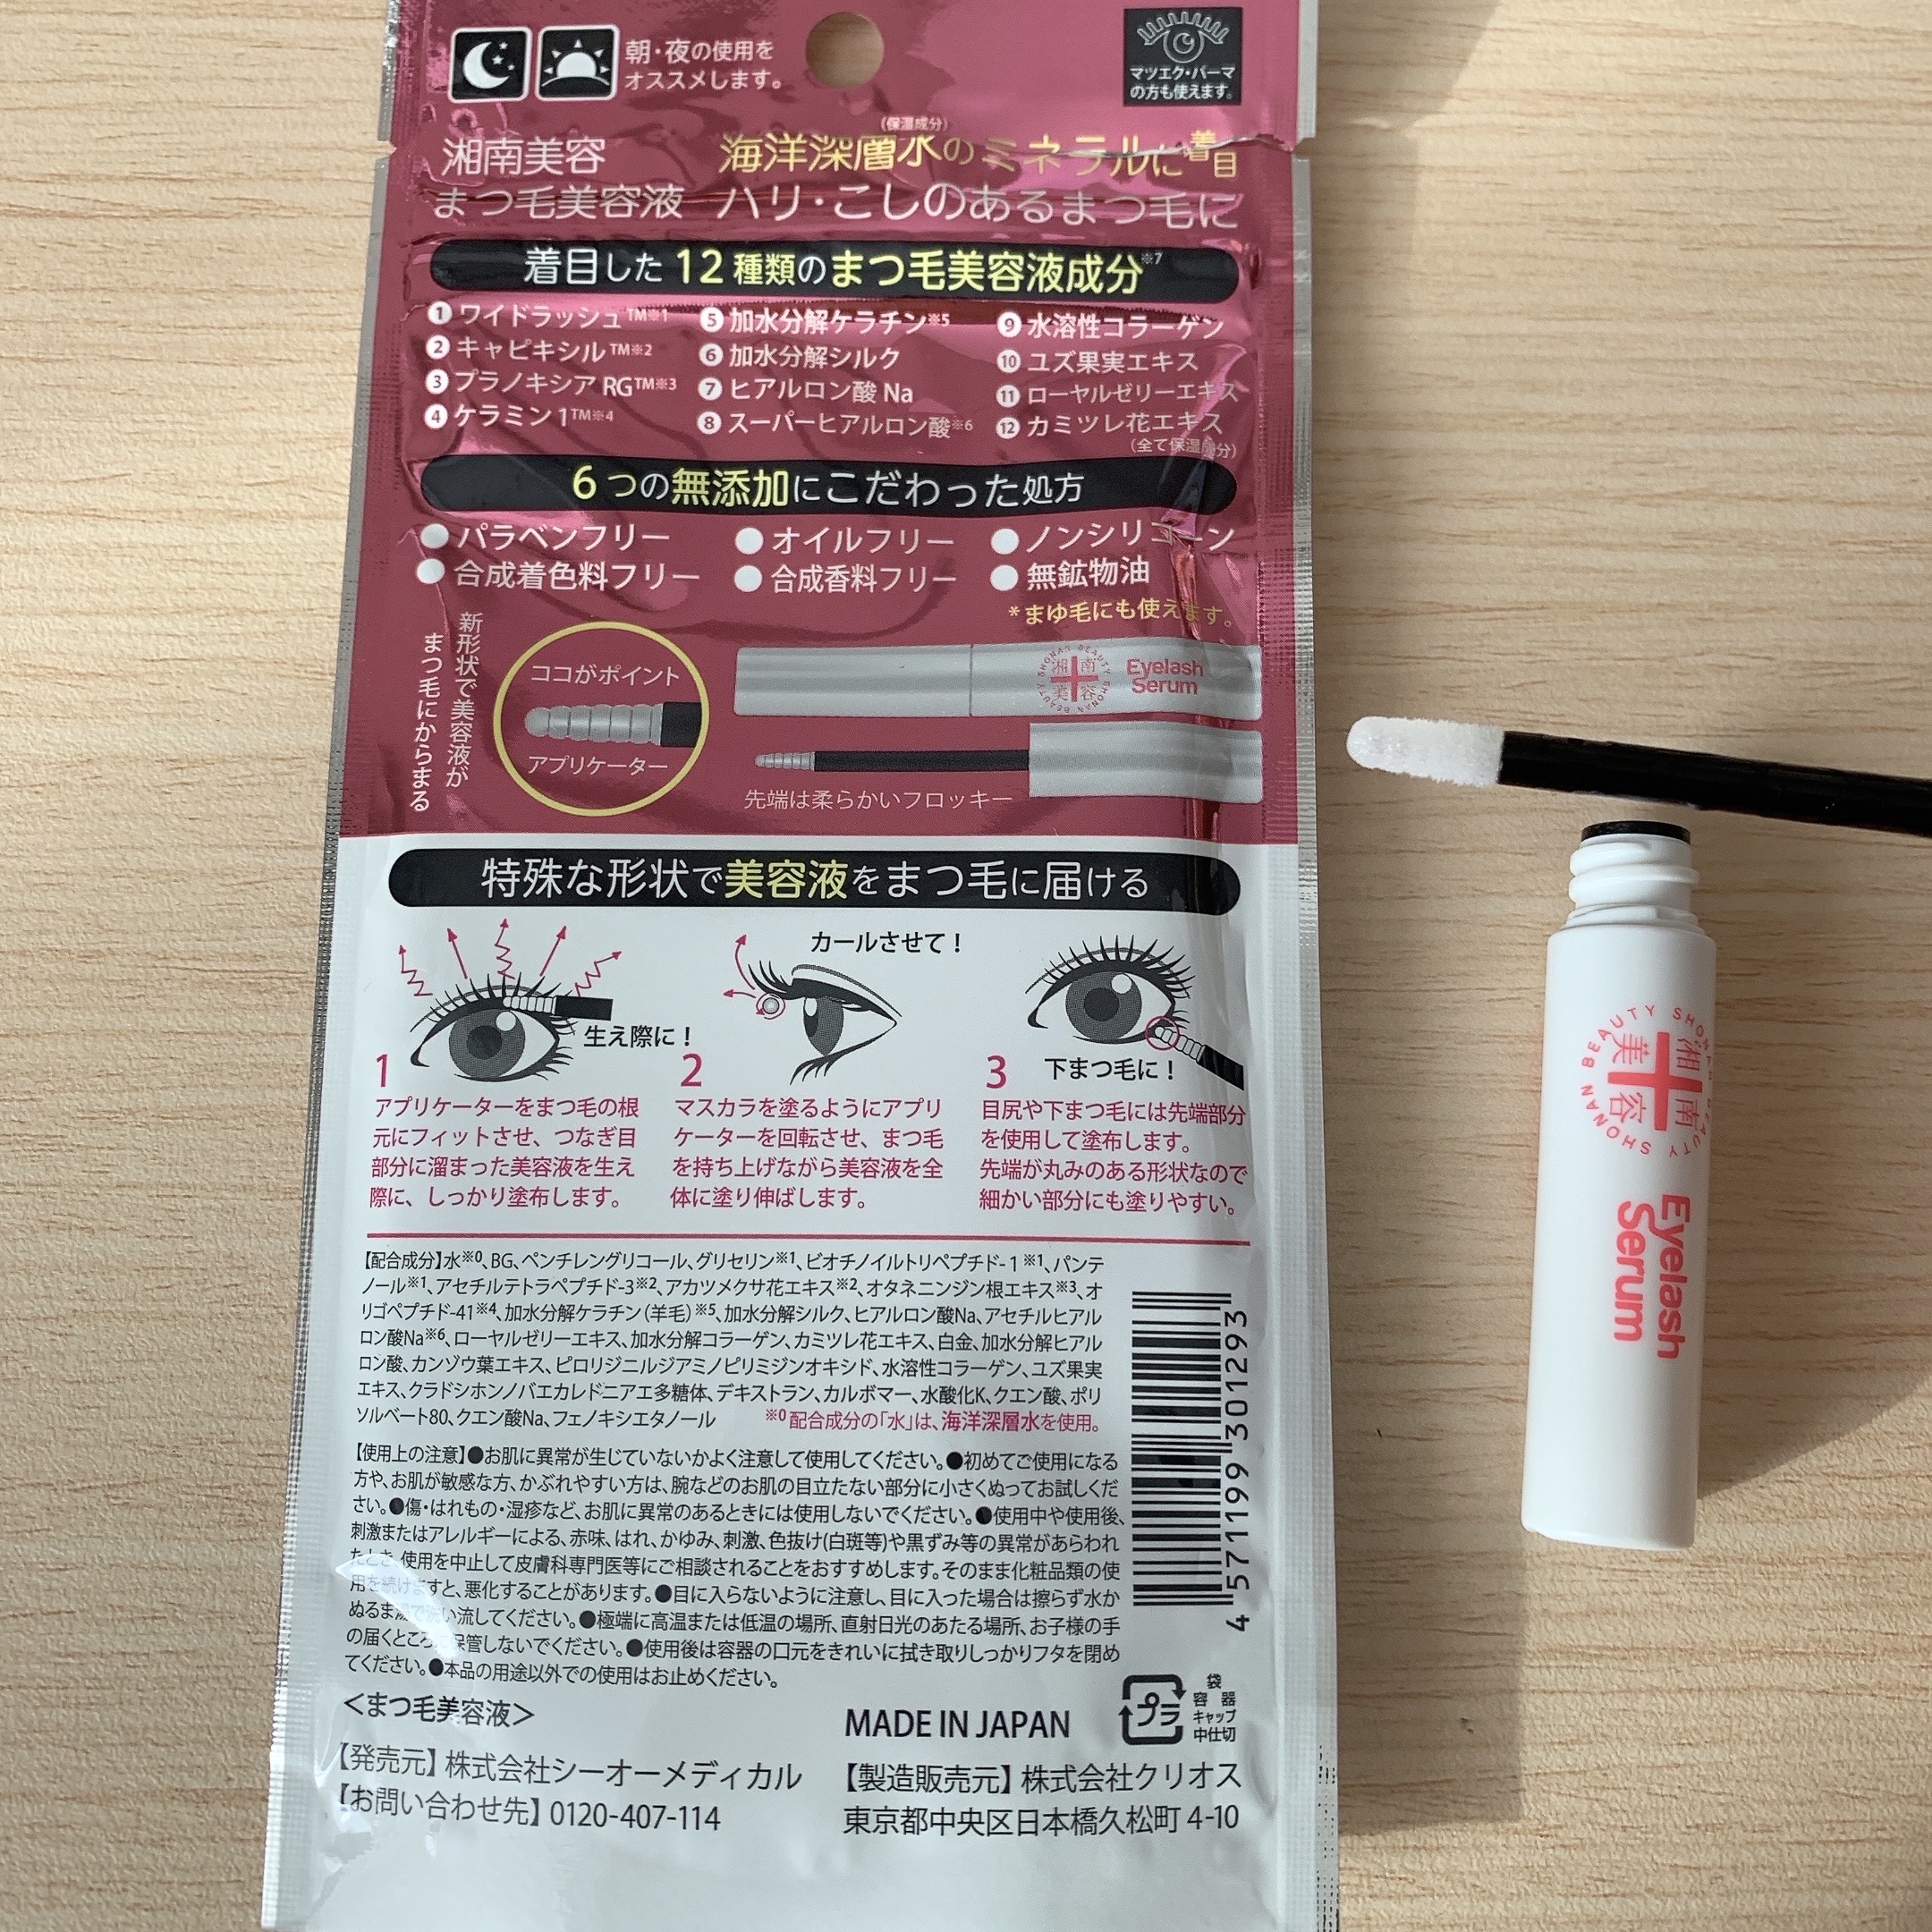 朝・夜の使用を
オススメします。
マツエク・パーマ
の方も使えます。
湘南美容
まつ毛美容液
(保湿成分)
海洋深層水のミネラルに着目
ハリ・こしのあるまつ毛に
着目した12種類のまつ毛美容液成分※7
❶ワイドラッシュ™※1
❷キャピキシル™※2
❸プラノキシア RG™※3
❹ケラミン1™※4
❺加水分解ケラチン※5
❻加水分解シルク
❼ヒアルロン酸 Na
❽スーパーヒアルロン酸※6
❾水溶性コラーゲン
❿ユズ果実エキス
⓫ローヤルゼリーエキス
⓬カミツレ花エキス
(全て保湿成分)
6つの無添加にこだわった処方
●パラベンフリー
●オイルフリー
●ノンシリコーン
●合成着色料フリー
●合成香料フリー
●無鉱物油
*まゆ毛にも使えます。
新形状で美容液が
まつ毛にからまる
ココがポイント
アプリケーター
SHONAN BEAUTY SHONAN BEAUTY
湘南
美容
Eyelash
Serum
先端は柔らかいフロッキー
特殊な形状で美容液をまつ毛に届ける
生え際に!
1
アプリケーターをまつ毛の根
元にフィットさせ、つなぎ目
部分に溜まった美容液を生え
際に、しっかり塗布します。
カールさせて!
2
マスカラを塗るようにアプリ
ケーターを回転させ、まつ毛
を持ち上げながら美容液を全
体に塗り伸ばします。
下まつ毛に!
3
目尻や下まつ毛には先端部分
を使用して塗布します。
先端が丸みのある形状なので
細かい部分にも塗りやすい。
【配合成分】水※0、BG、ペンチレングリコール、グリセリン※1、ビオチノイルトリペプチド-1※1、パンテ
ノール※1、アセチルテトラペプチド-3※2、アカツメクサ花エキス※2、オタネニンジン根エキス※3、オ
リゴペプチド-41※4、加水分解ケラチン(羊毛)※5、加水分解シルク、ヒアルロン酸Na、アセチルヒアル
ロン酸Na※6、ローヤルゼリーエキス、加水分解コラーゲン、カミツレ花エキス、白金、加水分解ヒアル
ロン酸、カンゾウ葉エキス、ピロリジニルジアミノピリミジンオキシド、水溶性コラーゲン、ユズ果実
エキス、クラドシホンノバエカレドニアエ多糖体、デキストラン、カルボマー、水酸化K、クエン酸、ポリ
ソルベート80、クエン酸Na、フェノキシエタノール ※0配合成分の「水」は、海洋深層水を使用。
【使用上の注意】●お肌に異常が生じていないかよく注意して使用してください。●初めてご使用になる
方や、お肌が敏感な方、かぶれやすい方は、腕などのお肌の目立たない部分に小さくぬってお試しくだ
さい。●傷・はれもの・湿疹など、お肌に異常のあるときには使用しないでください。●使用中や使用後、
刺激またはアレルギーによる、赤味、はれ、かゆみ、刺激、色抜け(白斑等)や黒ずみ等の異常があらわれ
たとき、使用を中止して皮膚科専門医等にご相談されることをおすすめします。そのまま化粧品類の使
用を続けますと、悪化することがあります。●目に入らないように注意し、目に入った場合は擦らず水か
ぬるま湯で洗い流してください。●極端に高温または低温の場所、直射日光のあたる場所、お子様の手
の届くところに保管しないでください。●使用後は容器の口元をきれいに拭き取りしっかりフタを閉め
てください。●本品の用途以外での使用はお止めください。
4571199 301293
<まつ毛美容液>
MADE IN JAPAN
プラ
袋
容器
キャップ
中仕切
【発売元】株式会社シーオーメディカル
【お問い合わせ先】0120-407-114
【製造販売元】株式会社クリオス
東京都中央区日本橋久松町 4-10
SHONAN BEAUTY SHONAN BEAUTY
湘南
美容
Eyelash
Serum